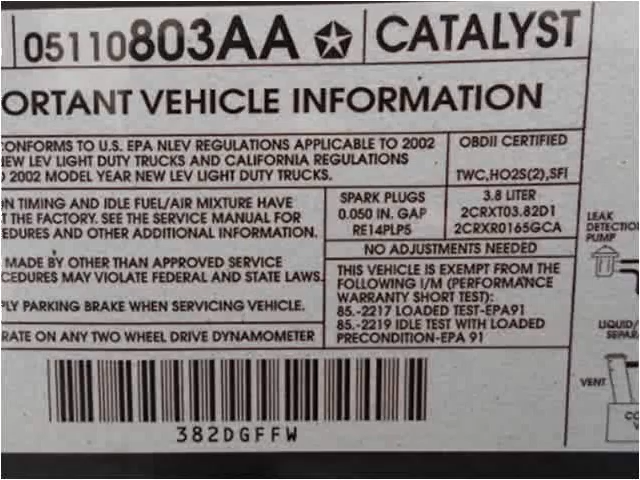 05110803AA CATALYST
ORTANT VEHICLE INFORMATION
CONFORMS TO U.S. EPA NLEV REGULATIONS APPLICABLE TO 2002
NEW LEV LIGHT DUTY TRUCKS AND CALIFORNIA REGULATIONS
2002 MODEL YEAR NEW LEV LIGHT DUTY TRUCKS.
OBDII CERTIFIED
TWC,HO2S(2),SFI
N TIMING AND IDLE FUEL/AIR MIXTURE HAVE
T THE FACTORY. SEE THE SERVICE MANUAL FOR
EDURES AND OTHER ADDITIONAL INFORMATION.
SPARK PLUGS
0.050 IN. GAP
RE14PLP5
3.8 LITER
2CRXT03.82D1
2CRXR0165GCA
NO ADJUSTMENTS NEEDED
MADE BY OTHER THAN APPROVED SERVICE
CEDURES MAY VIOLATE FEDERAL AND STATE LAWS.
PLY PARKING BRAKE WHEN SERVICING VEHICLE.
RATE ON ANY TWO WHEEL DRIVE DYNAMOMETER
THIS VEHICLE IS EXEMPT FROM THE
FOLLOWING I/M (PERFORMANCE
WARRANTY SHORT TEST):
85.-2217 LOADED TEST-EPA91
85.-2219 IDLE TEST WITH LOADED
PRECONDITION-EPA 91
LEAK
DETECTIO
PUMP
LIQUID/
SEPAR
VENT
CO
V
382DGFFW